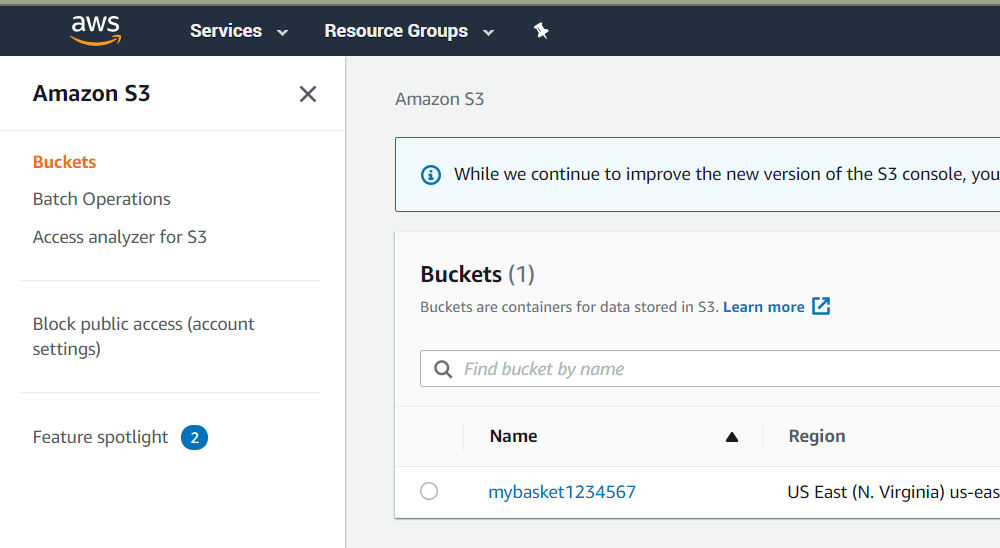 aws
Services
Resource Groups
Amazon S3
Buckets
Batch Operations
Access analyzer for S3
Block public access (account
settings)
Feature spotlight 2
Amazon S3
While we continue to improve the new version of the S3 console, you
Buckets (1)
Buckets are containers for data stored in S3. Learn more
Find bucket by name
Name Region
mybasket1234567 US East (N. Virginia) us-eas